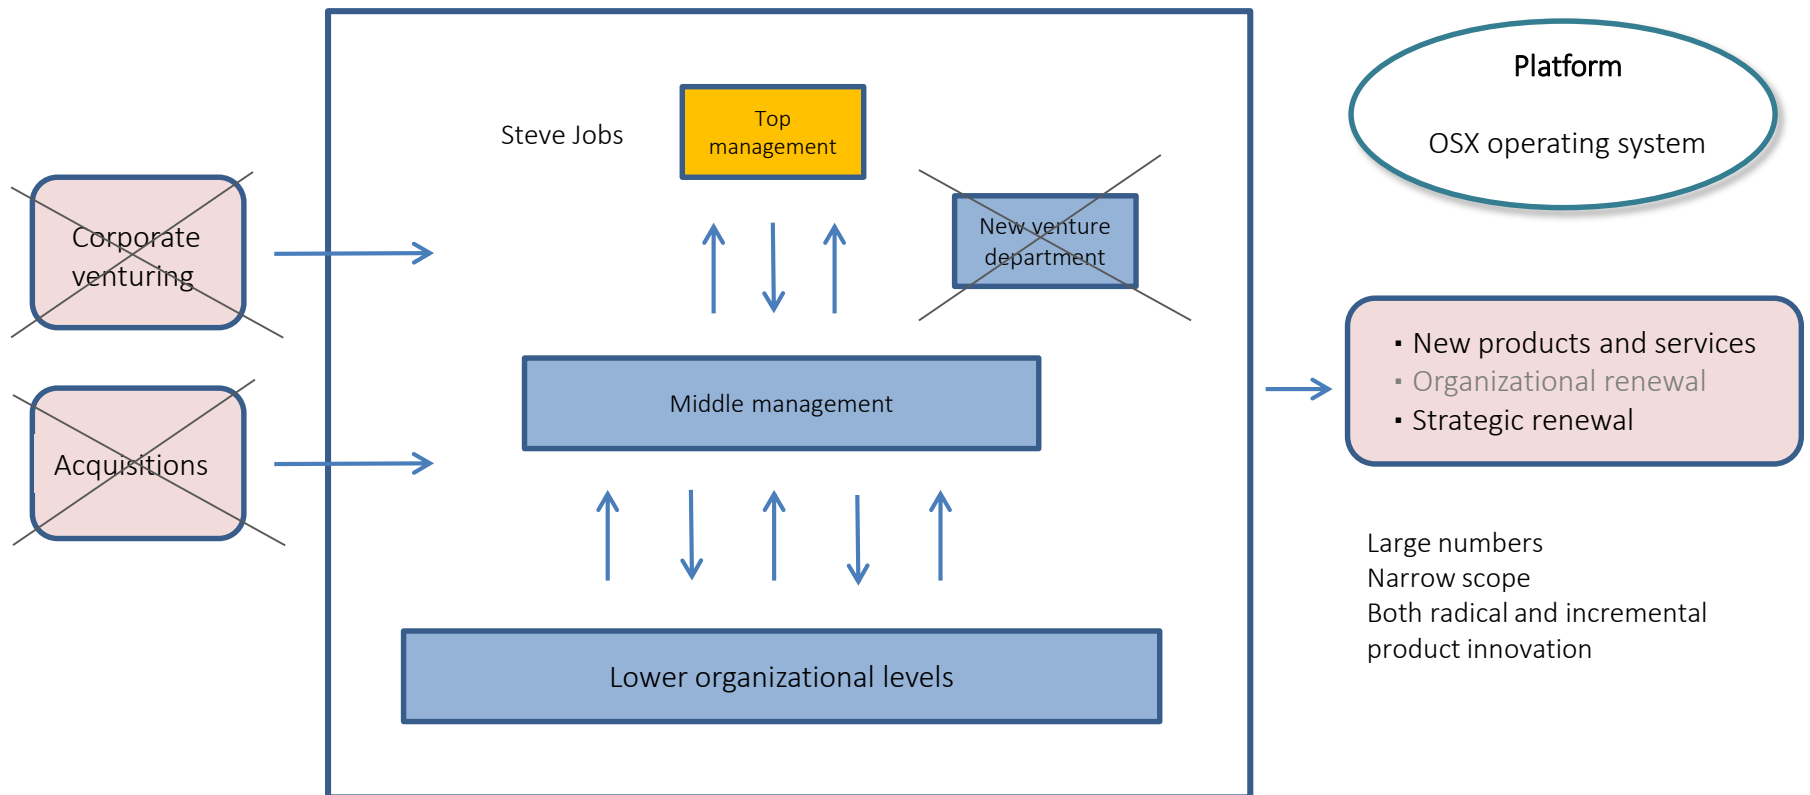 Platform
OSX operating system
Steve Jobs
Top
management
Corporate
venturing
New venture
department
▪ New products and services
▪ Organizational renewal
▪ Strategic renewal
Middle management
Acquisitions
Large numbers
Narrow scope
Both radical and incremental
product innovation
Lower organizational levels